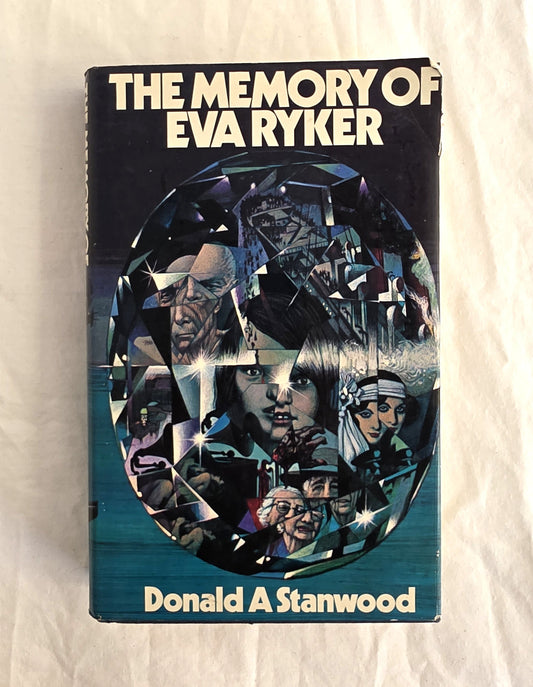 THE MEMORY OF
EVA RYKER
Donald A Stanwood